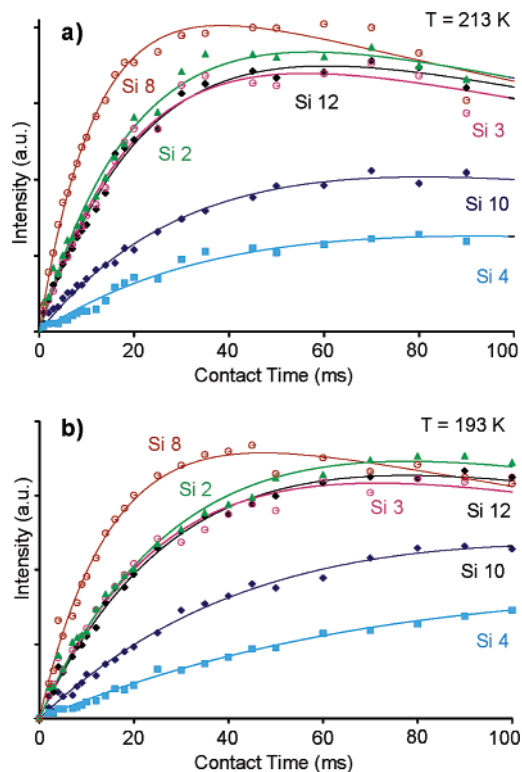 a)
T = 213 K
Si 8
Si 12
Si 3
Si 2
Si 10
Si 4
Intensity (a.u.)
0 20 40 60 80 100
Contact Time (ms)
b)
T = 193 K
Si 8
Si 2
Si 3
Si 12
Si 10
Si 4
Intensity (a.u.)
0 20 40 60 80 100
Contact Time (ms)